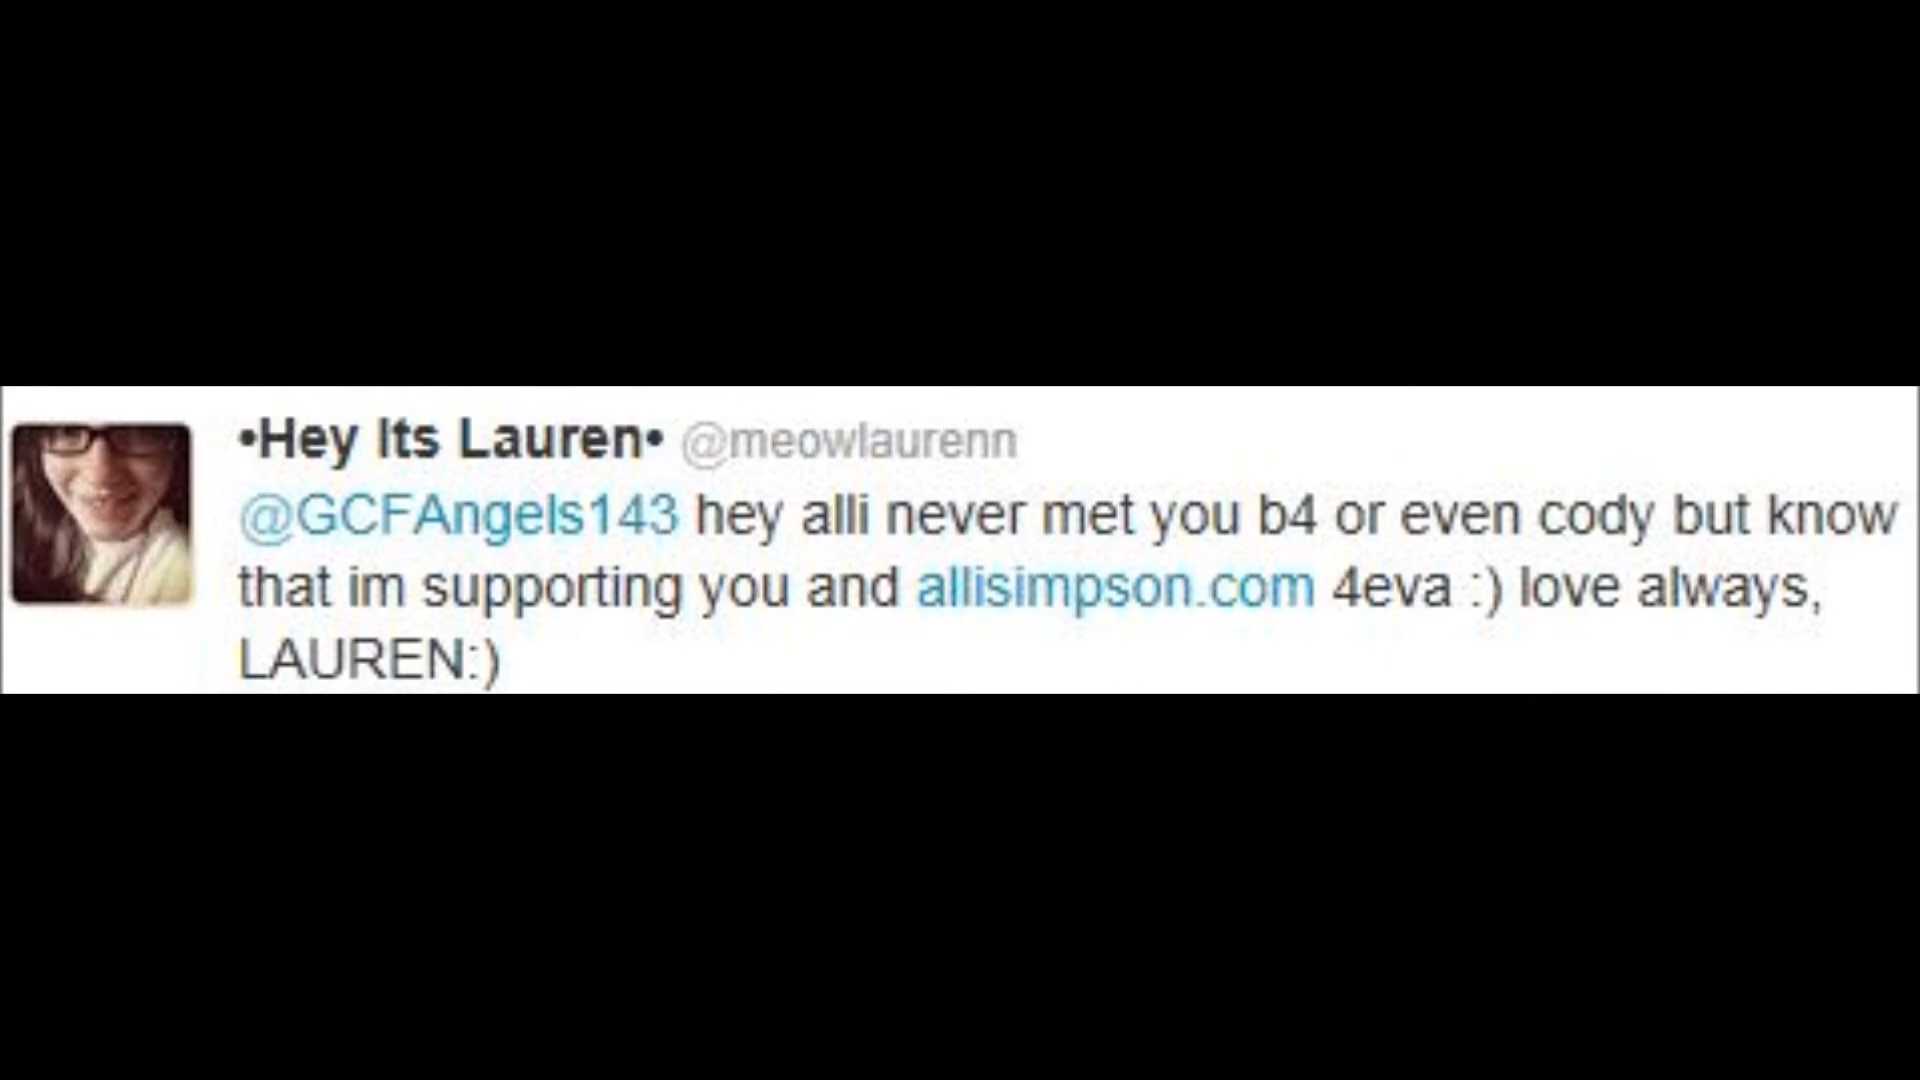 •Hey Its Lauren• @meowlaurenn
@GCFAngels143 hey alli never met you b4 or even cody but know
that im supporting you and allisimpson.com 4eva :) love always,
LAUREN:)